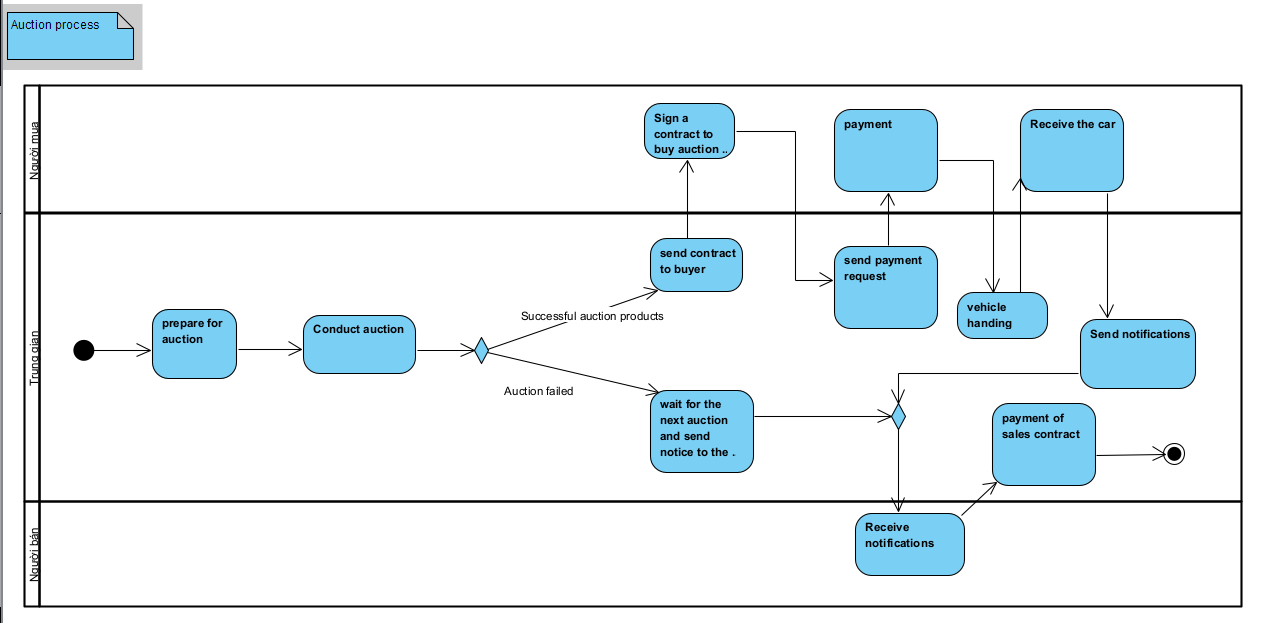 Auction process
Người mua
Sign a
contract to
buy auction ..
payment
Receive the car
Trung gian
send contract
to buyer
send payment
request
vehicle
handing
prepare for
auction
Conduct auction
Successful auction products
Auction failed
Send notifications
wait for the
next auction
and send
notice to the .
payment of
sales contract
Người bán
Receive
notifications